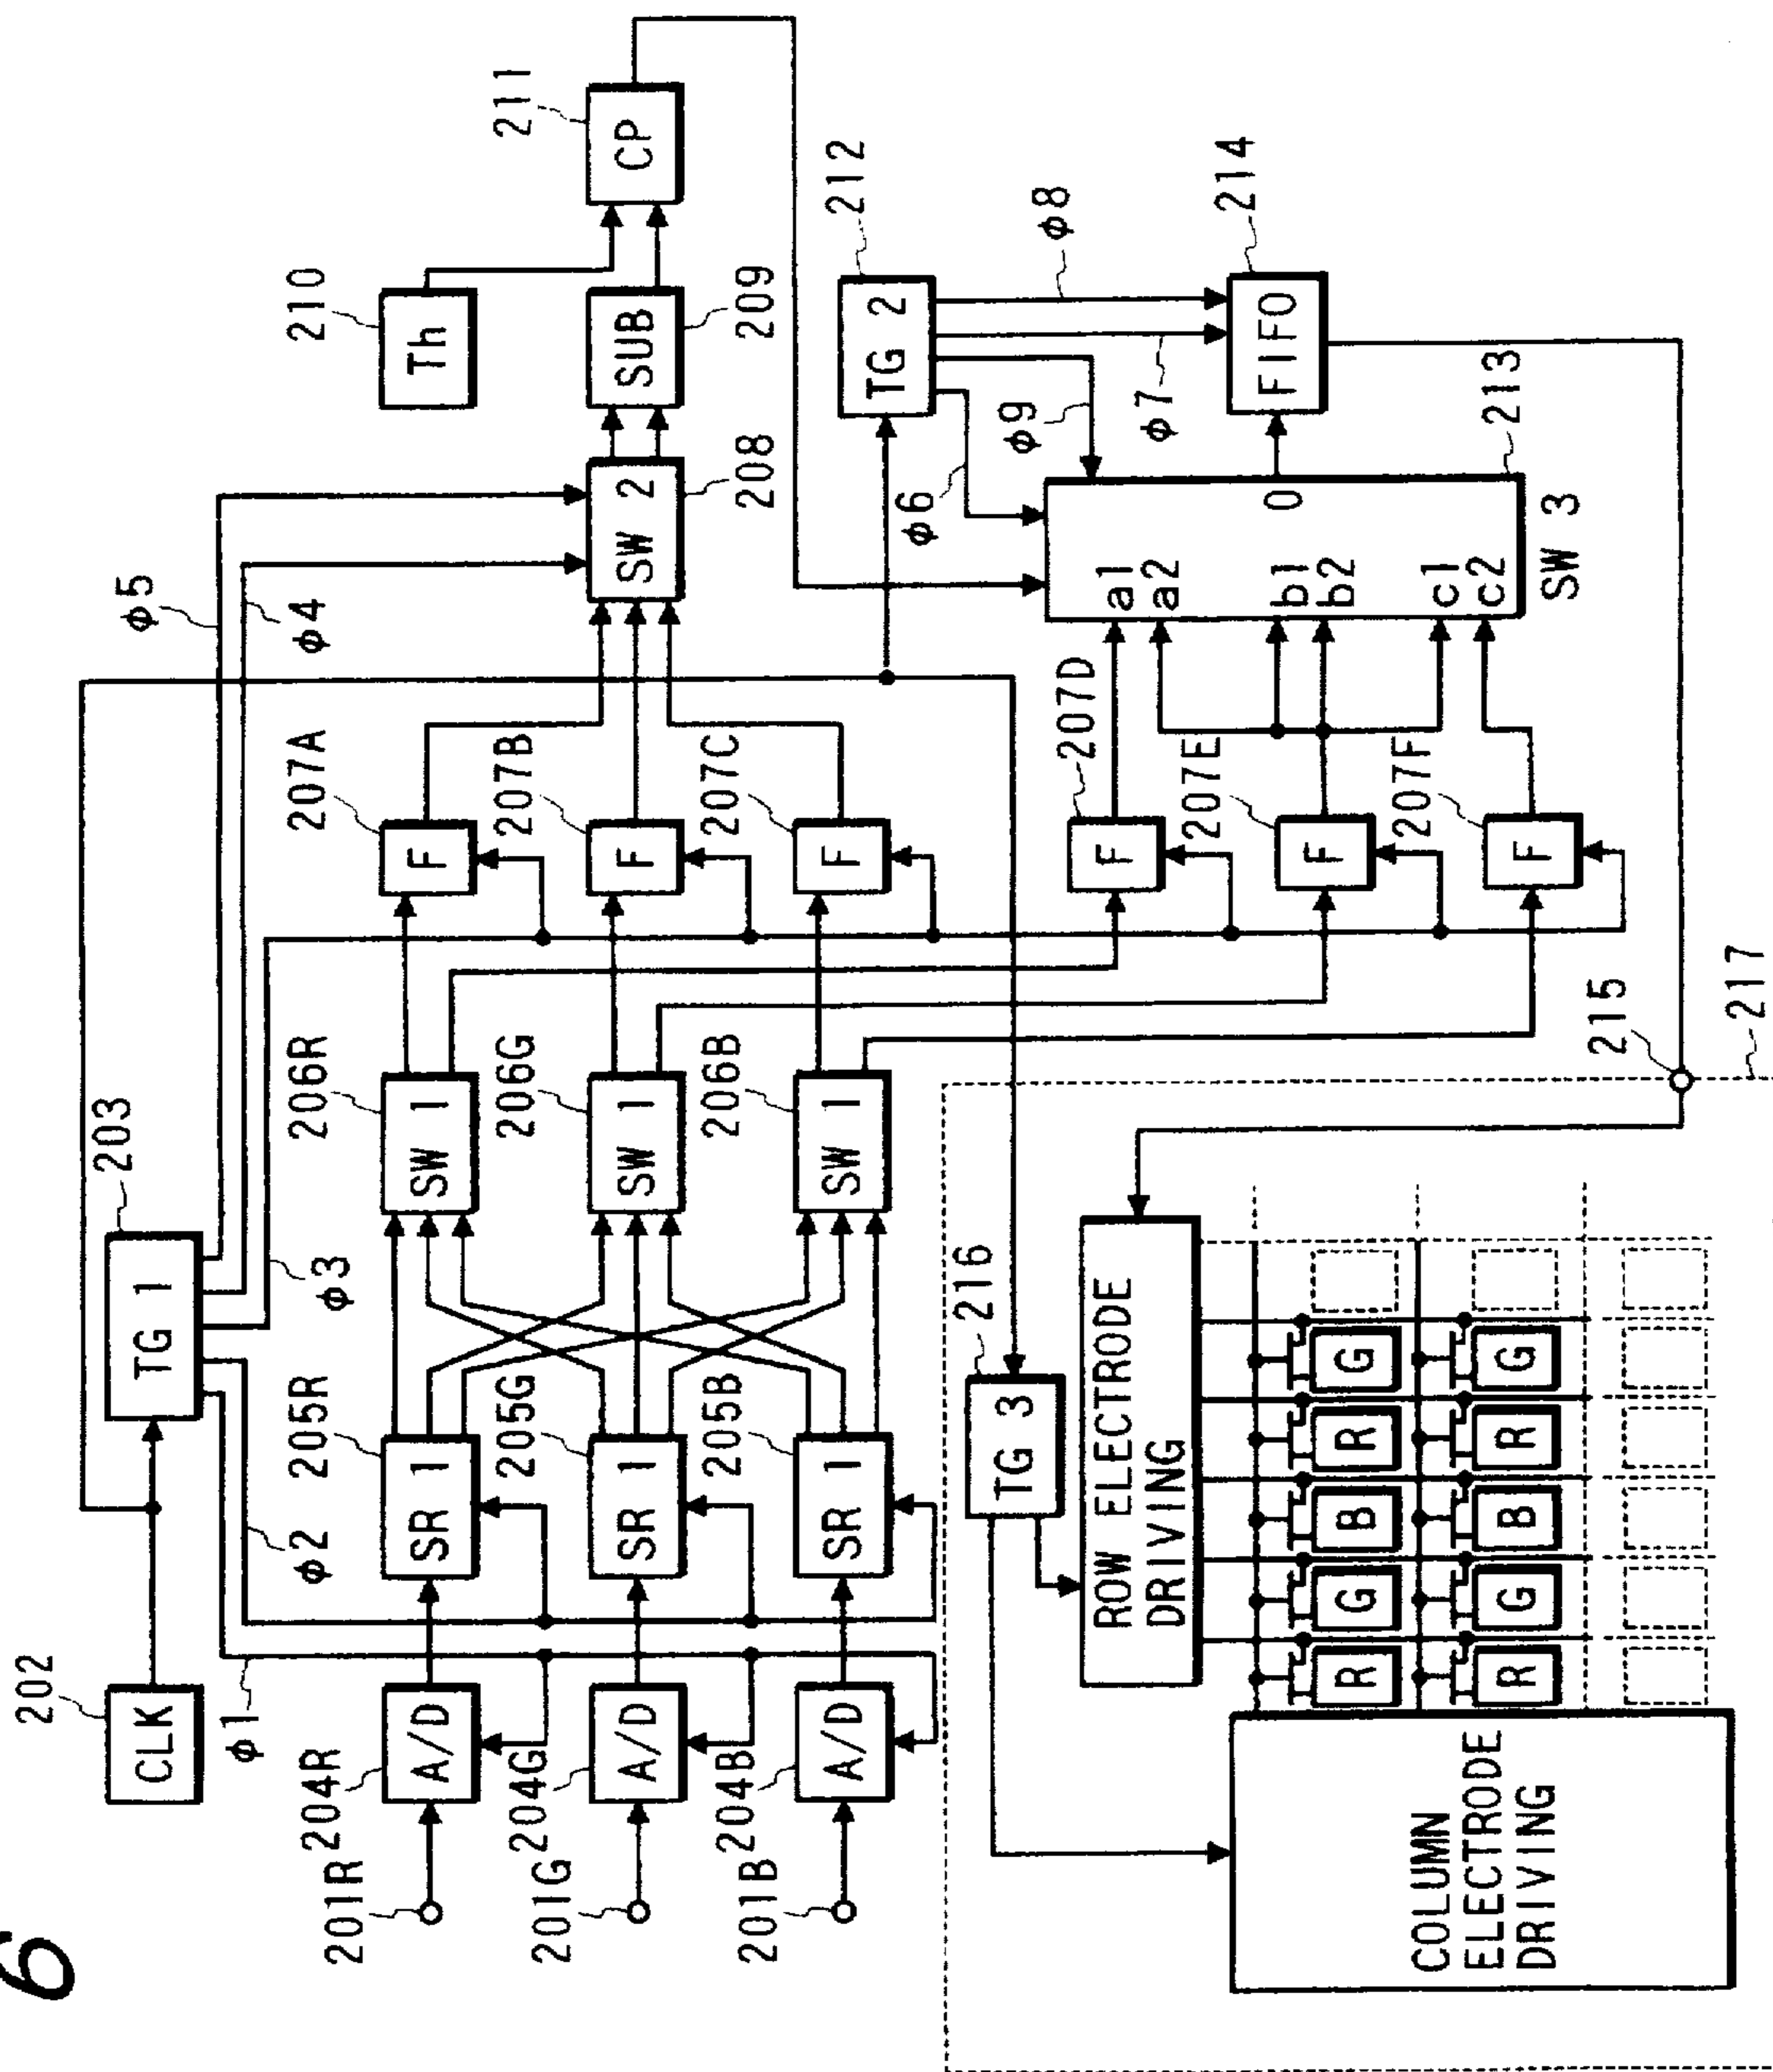 6
202
CLK
203
TG 1
φ1
φ2
φ3
φ5
φ4
201R
204R
A/D
205R
SR 1
206R
SW 1
207A
F
210
Th
201G
204G
A/D
205G
SR 1
206G
SW 1
207B
F
SW 2
208
SUB
209
211
CP
201B
204B
A/D
205B
SR 1
206B
SW 1
207C
F
212
TG 2
φ6
φ9
φ7
φ8
214
FIFO
207D
F
207E
F
207F
F
a1
a2
b1
b2
c1
c2
0
213
SW 3
215
217
216
TG 3
ROW ELECTRODE
DRIVING
COLUMN
ELECTRODE
DRIVING
R G B R G
R G B R G